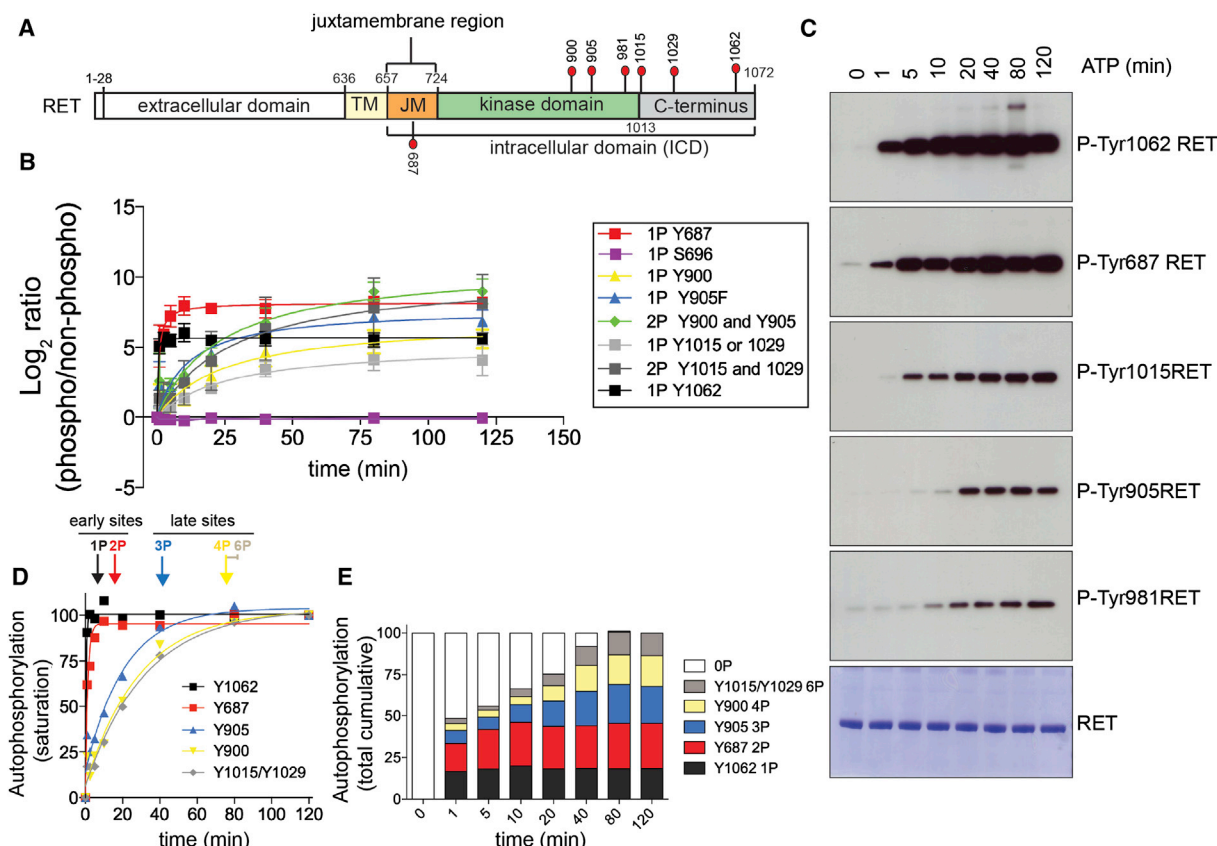 A
juxtamembrane region
1-28
636
657
724
900
905
981
1015
1029
1062
1072
RET
extracellular domain
TM
JM
kinase domain
C-terminus
1013
687
intracellular domain (ICD)
B
Log2 ratio
(phospho/non-phospho)
15
10
5
0
-5
0
25
50
75
100
125
150
time (min)
1P Y687
1P S696
1P Y900
1P Y905F
2P Y900 and Y905
1P Y1015 or 1029
2P Y1015 and 1029
1P Y1062
C
0 1 5 10 20 40 80 120
ATP (min)
P-Tyr1062 RET
P-Tyr687 RET
P-Tyr1015RET
P-Tyr905RET
P-Tyr981RET
RET
early sites
late sites
1P 2P 3P 4P 6P
D
Autophosphorylation
(saturation)
100
75
50
25
0
0 20 40 60 80 100 120
time (min)
Y1062
Y687
Y905
Y900
Y1015/Y1029
E
Autophosphorylation
(total cumulative)
100
75
50
25
0
0 1 5 10 20 40 80 120
time (min)
0P
Y1015/Y1029 6P
Y900 4P
Y905 3P
Y687 2P
Y1062 1P